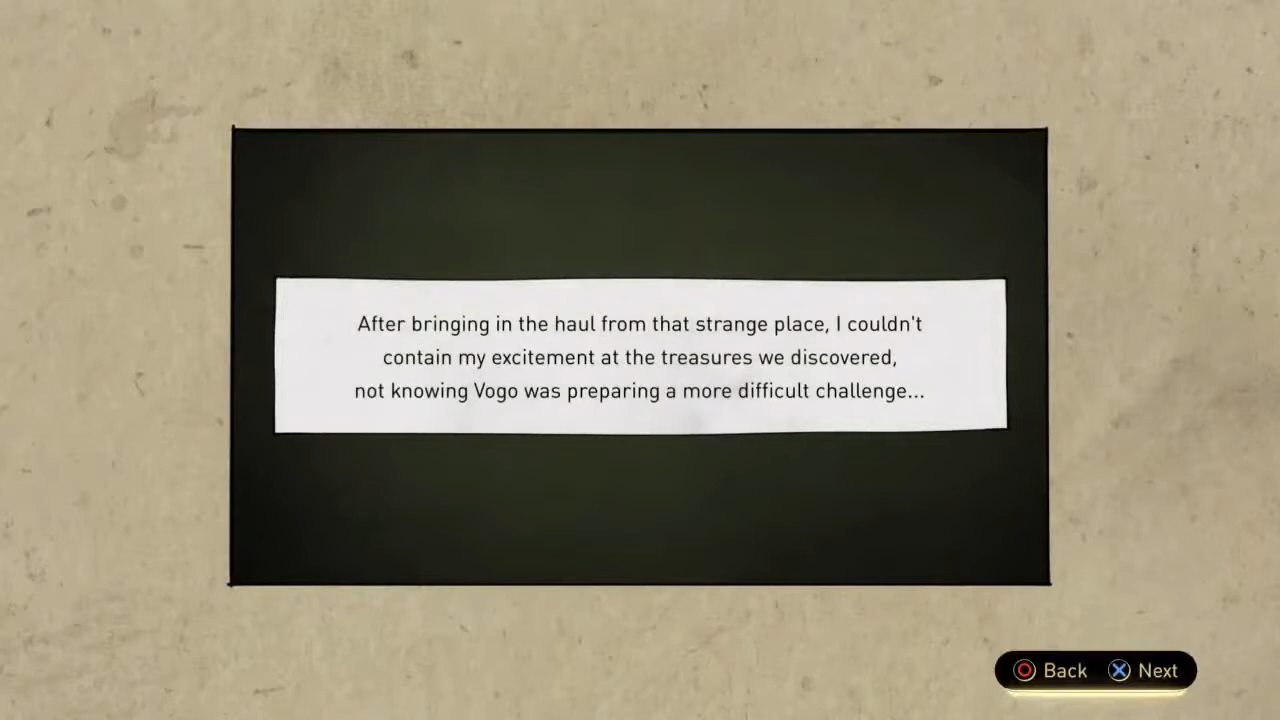 After bringing in the haul from that strange place, I couldn't
contain my excitement at the treasures we discovered,
not knowing Vogo was preparing a more difficult challenge...
Back Next